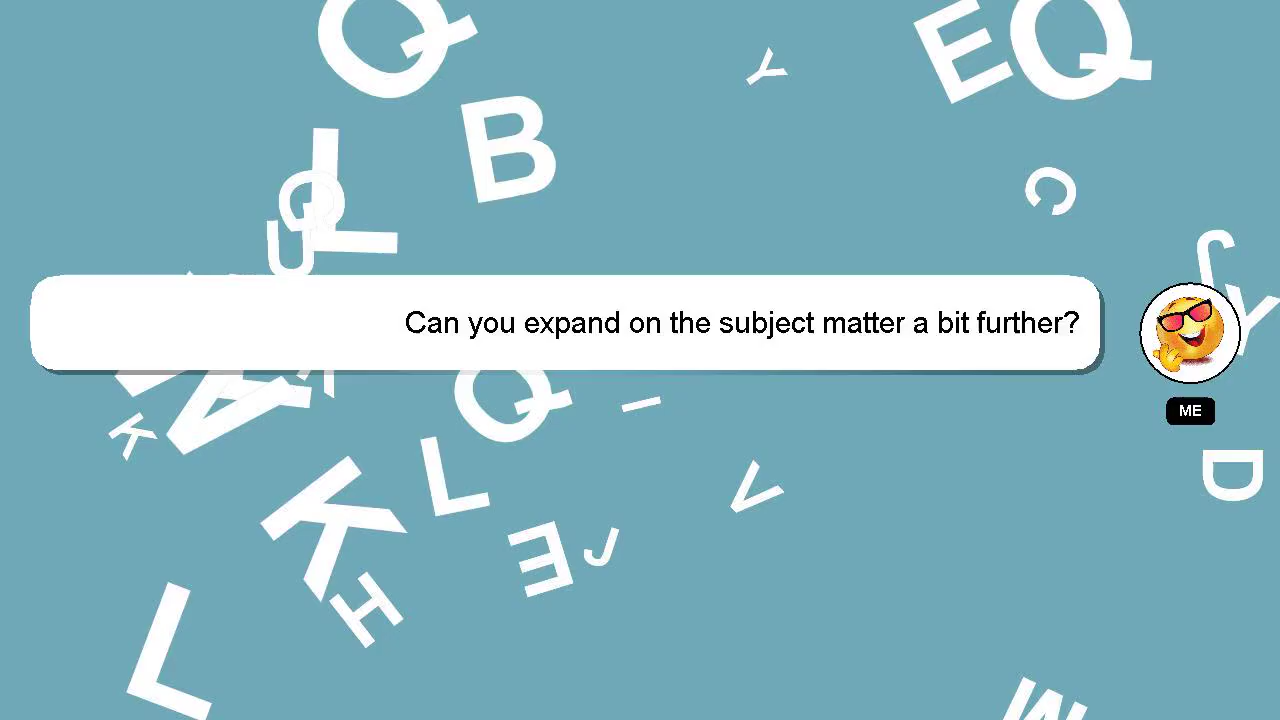 Q
E
Q
Y
B
L
Q
C
U
L
J
Y
Can you expand on the subject matter a bit further?
ME
A
K
Q
I
K
L
V
D
K
E
J
H
L
W